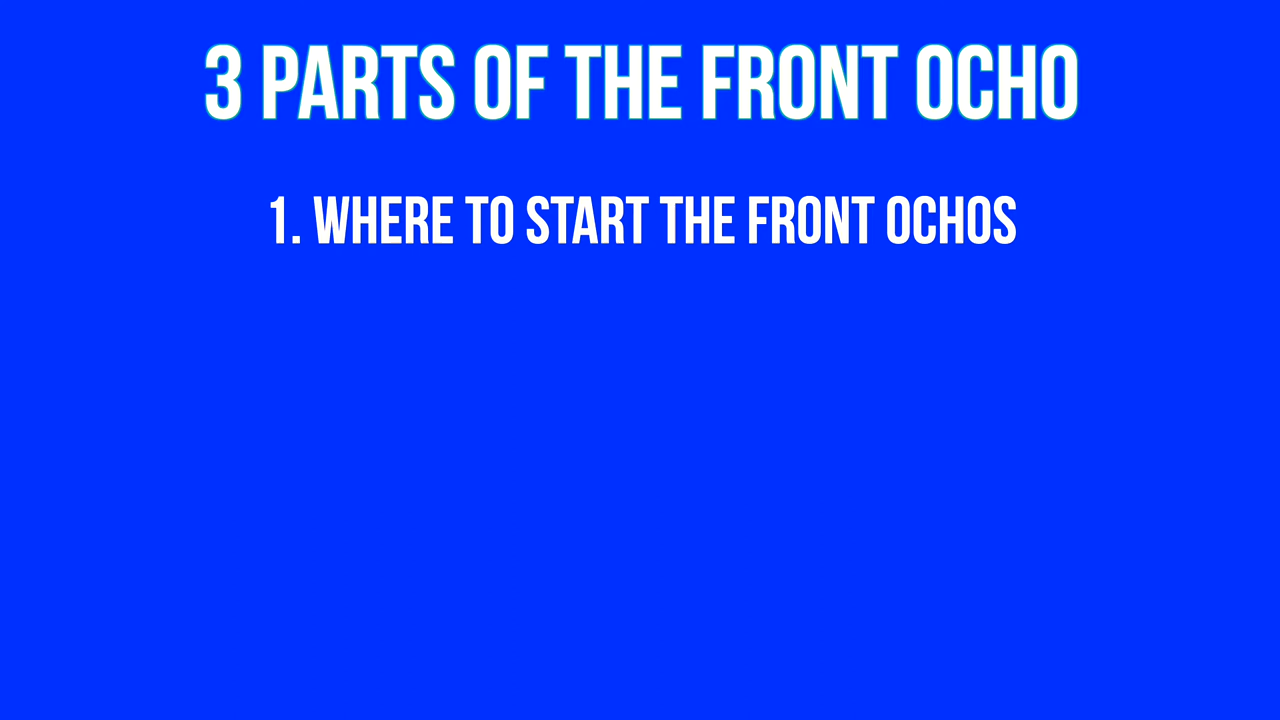 3 PARTS OF THE FRONT OCHO
1. WHERE TO START THE FRONT OCHOS